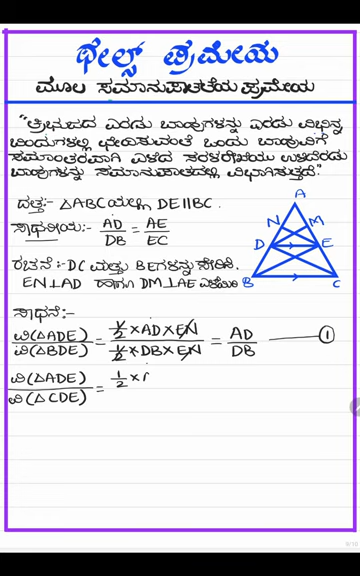 ಥೇಲ್ಸ್ ಪ್ರಮೇಯ
ಮೂಲ ಸಮಾನುಪಾತತೆಯ ಪ್ರಮೇಯ
"ತ್ರಿಭುಜದ ಎರಡು ಬಾಹುಗಳನ್ನು ಎರಡು ವಿಭಿನ್ನ
ಬಿಂದುಗಳಲ್ಲಿ ಛೇದಿಸುವಂತೆ ಒಂದು ಬಾಹುವಿಗೆ
ಸಮಾಂತರವಾಗಿ ಎಳೆದ ಸರಳರೇಖೆಯು ಉಳಿದೆರಡು
ಬಾಹುಗಳನ್ನು ಸಮಾನುಪಾತದಲ್ಲಿ ವಿಭಾಗಿಸುತ್ತದೆ."
ದತ್ತ:- △ABC ಯಲ್ಲಿ DE||BC.
ಸಾಧನೀಯ:- AD/DB = AE/EC
ರಚನೆ:- DC ಮತ್ತು BE ಗಳನ್ನು ಸೇರಿಸಿ.
EN⊥AD ಹಾಗೂ DM⊥AE ಎಳೆಯಿರಿ
A
N M
D E
B C
ಸಾಧನೆ:-
ವಿ(△ADE)/ವಿ(△BDE) = (1/2 × AD × EN)/(1/2 × DB × EN) = AD/DB — ①
ವಿ(△ADE)/ವಿ(△CDE) = 1/2 ×
9/10